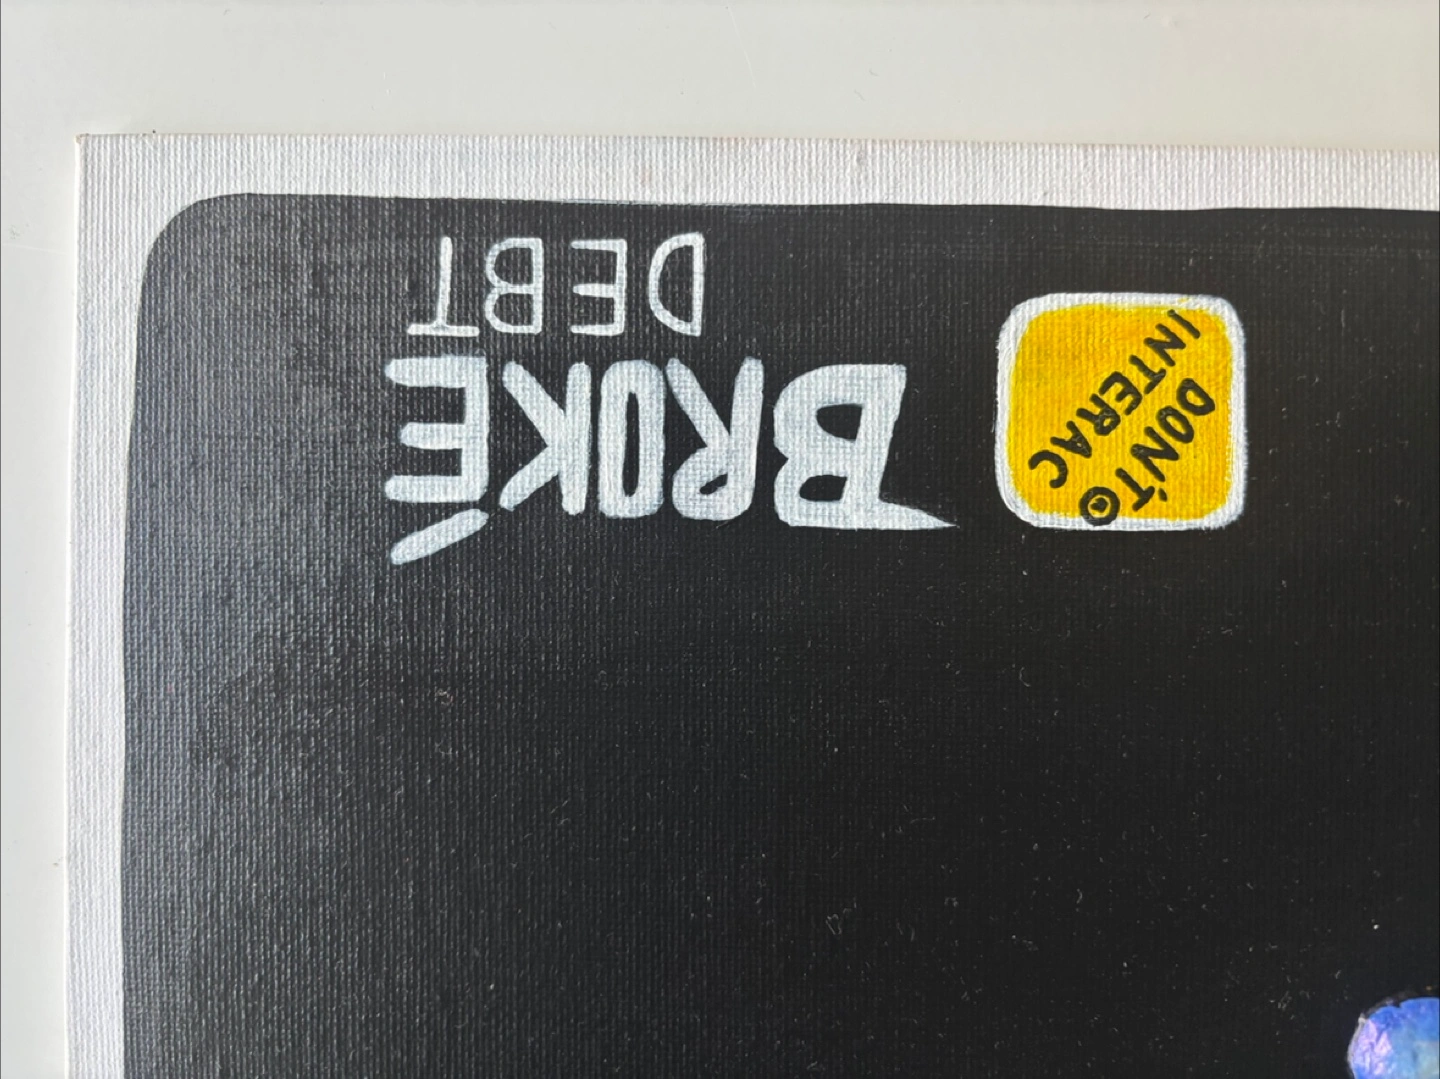 DON'T ©
INTERAC
BROKÉ
DEBT